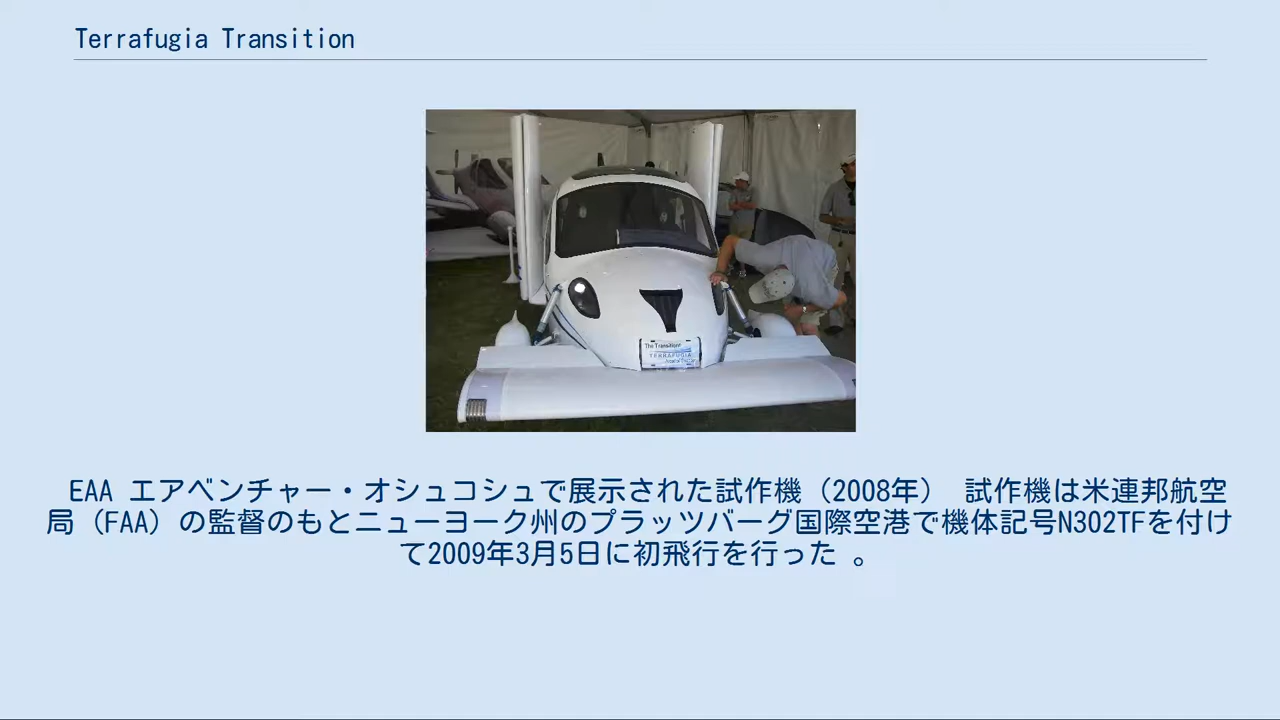 Terrafugia Transition
The Transition!
TERRAFUGIA
EAA エアベンチャー・オシュコシュで展示された試作機（2008年） 試作機は米連邦航空
局（FAA）の監督のもとニューヨーク州のプラッツバーグ国際空港で機体記号N302TFを付け
て2009年3月5日に初飛行を行った 。